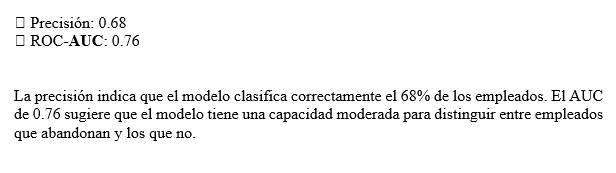 □ Precisión: 0.68
□ ROC-AUC: 0.76
La precisión indica que el modelo clasifica correctamente el 68% de los empleados. El AUC
de 0.76 sugiere que el modelo tiene una capacidad moderada para distinguir entre empleados
que abandonan y los que no.